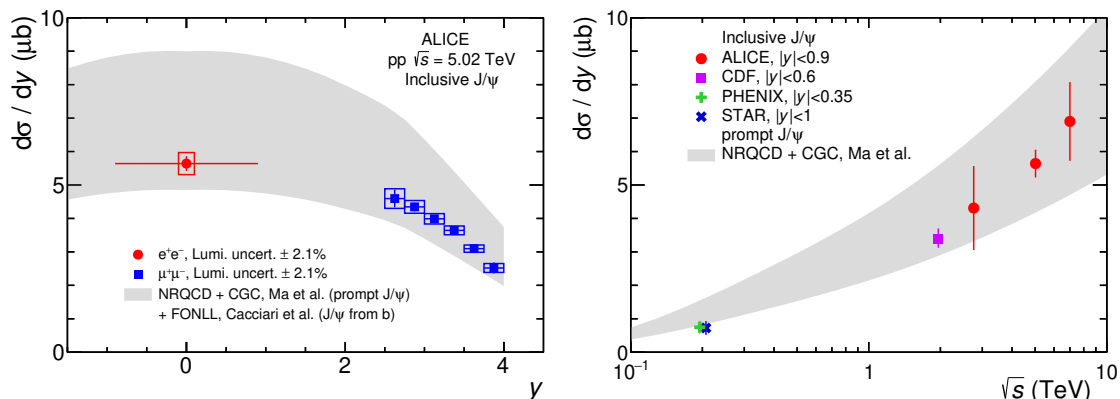 10
5
0
dσ / dy (μb)
ALICE
pp √s = 5.02 TeV
Inclusive J/ψ
e⁺e⁻, Lumi. uncert. ± 2.1%
μ⁺μ⁻, Lumi. uncert. ± 2.1%
NRQCD + CGC, Ma et al. (prompt J/ψ)
+ FONLL, Cacciari et al. (J/ψ from b)
0 2 4
y
10
5
0
dσ / dy (μb)
Inclusive J/ψ
ALICE, |y|<0.9
CDF, |y|<0.6
PHENIX, |y|<0.35
STAR, |y|<1
prompt J/ψ
NRQCD + CGC, Ma et al.
10⁻¹ 1 10
√s (TeV)